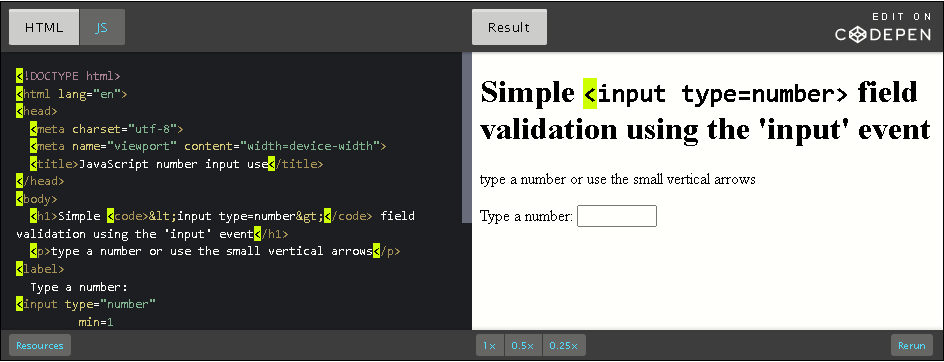 HTML JS Result EDIT ON
CODEPEN
<!DOCTYPE html>
<html lang="en">
<head>
<meta charset="utf-8">
<meta name="viewport" content="width=device-width">
<title>JavaScript number input use</title>
</head>
<body>
<h1>Simple <code>&lt;input type=number&gt;</code> field
validation using the 'input' event</h1>
<p>type a number or use the small vertical arrows</p>
<label>
Type a number:
<input type="number"
min=1
Simple <input type=number> field
validation using the 'input' event
type a number or use the small vertical arrows
Type a number:
Resources 1x 0.5x 0.25x Rerun